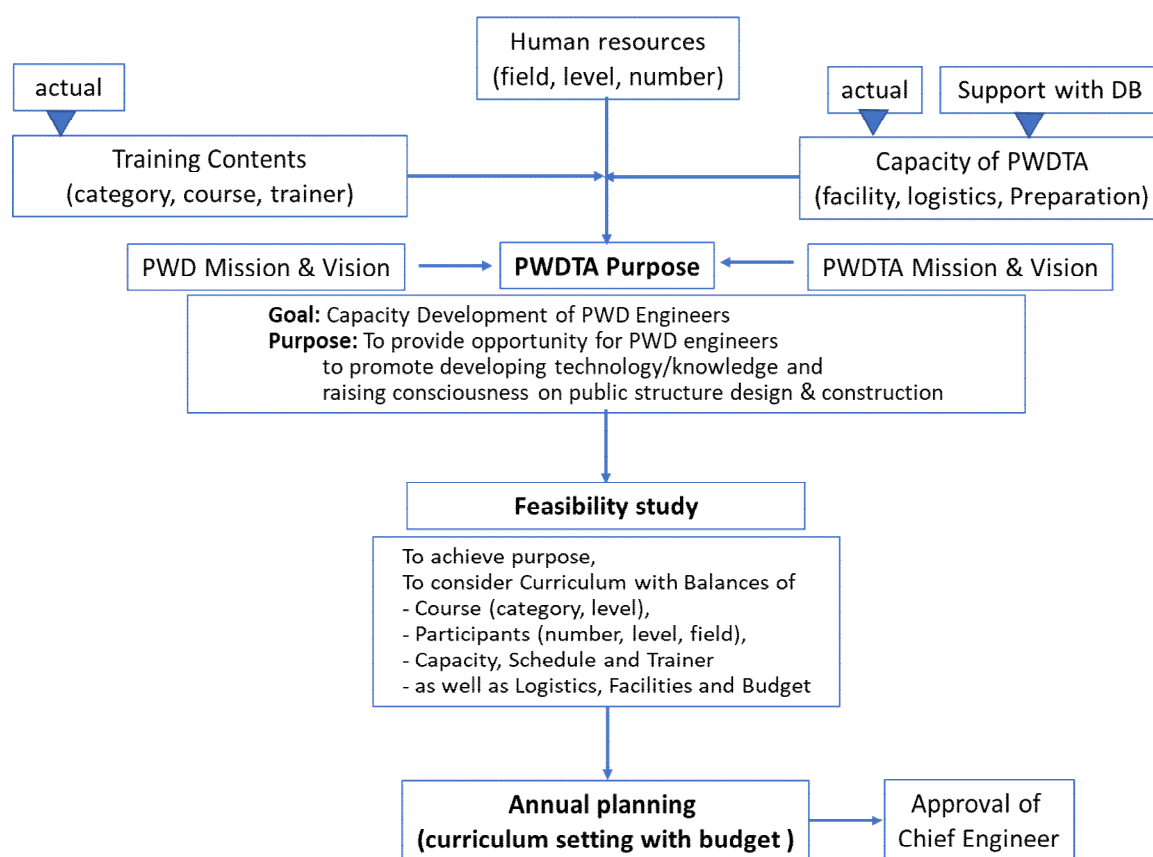 Human resources
(field, level, number)
actual
actual
Support with DB
Training Contents
(category, course, trainer)
Capacity of PWDTA
(facility, logistics, Preparation)
PWD Mission & Vision
PWDTA Purpose
PWDTA Mission & Vision
Goal: Capacity Development of PWD Engineers
Purpose: To provide opportunity for PWD engineers
to promote developing technology/knowledge and
raising consciousness on public structure design & construction
Feasibility study
To achieve purpose,
To consider Curriculum with Balances of
- Course (category, level),
- Participants (number, level, field),
- Capacity, Schedule and Trainer
- as well as Logistics, Facilities and Budget
Annual planning
(curriculum setting with budget )
Approval of
Chief Engineer